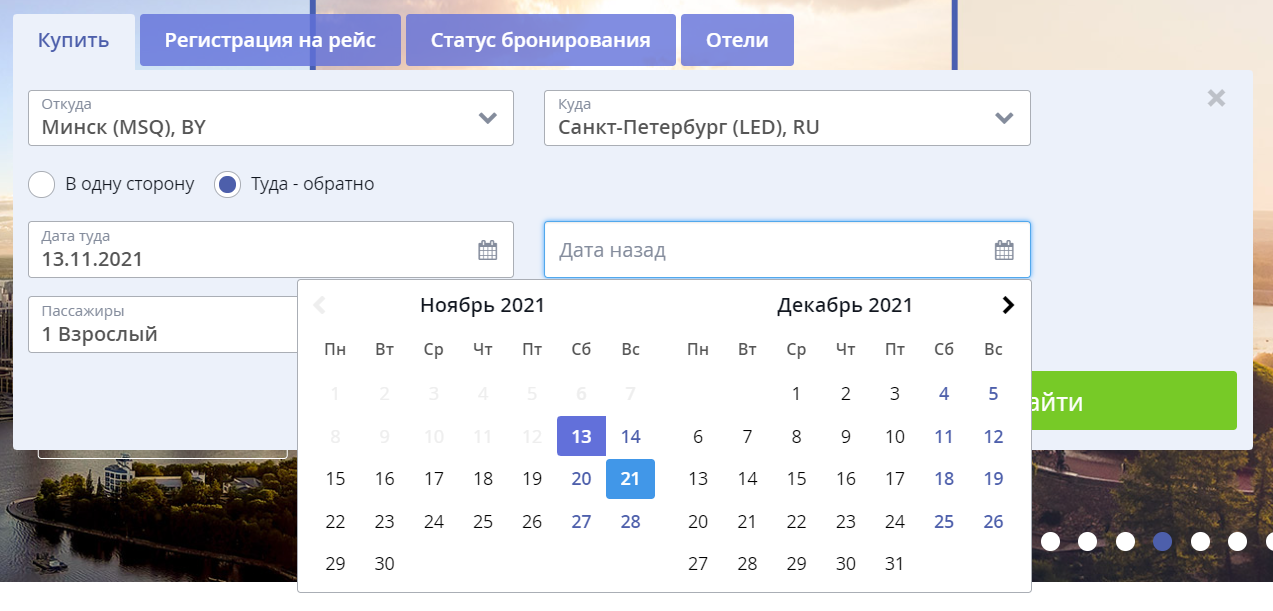 Купить Регистрация на рейс Статус бронирования Отели
Откуда Куда
Минск (MSQ), BY Санкт-Петербург (LED), RU
В одну сторону Туда - обратно
Дата туда
13.11.2021 Дата назад
Пассажиры
1 Взрослый
Ноябрь 2021 Декабрь 2021
Пн Вт Ср Чт Пт Сб Вс Пн Вт Ср Чт Пт Сб Вс
1 2 3 4 5 6 7 1 2 3 4 5
8 9 10 11 12 13 14 6 7 8 9 10 11 12
15 16 17 18 19 20 21 13 14 15 16 17 18 19
22 23 24 25 26 27 28 20 21 22 23 24 25 26
29 30 27 28 29 30 31
айти